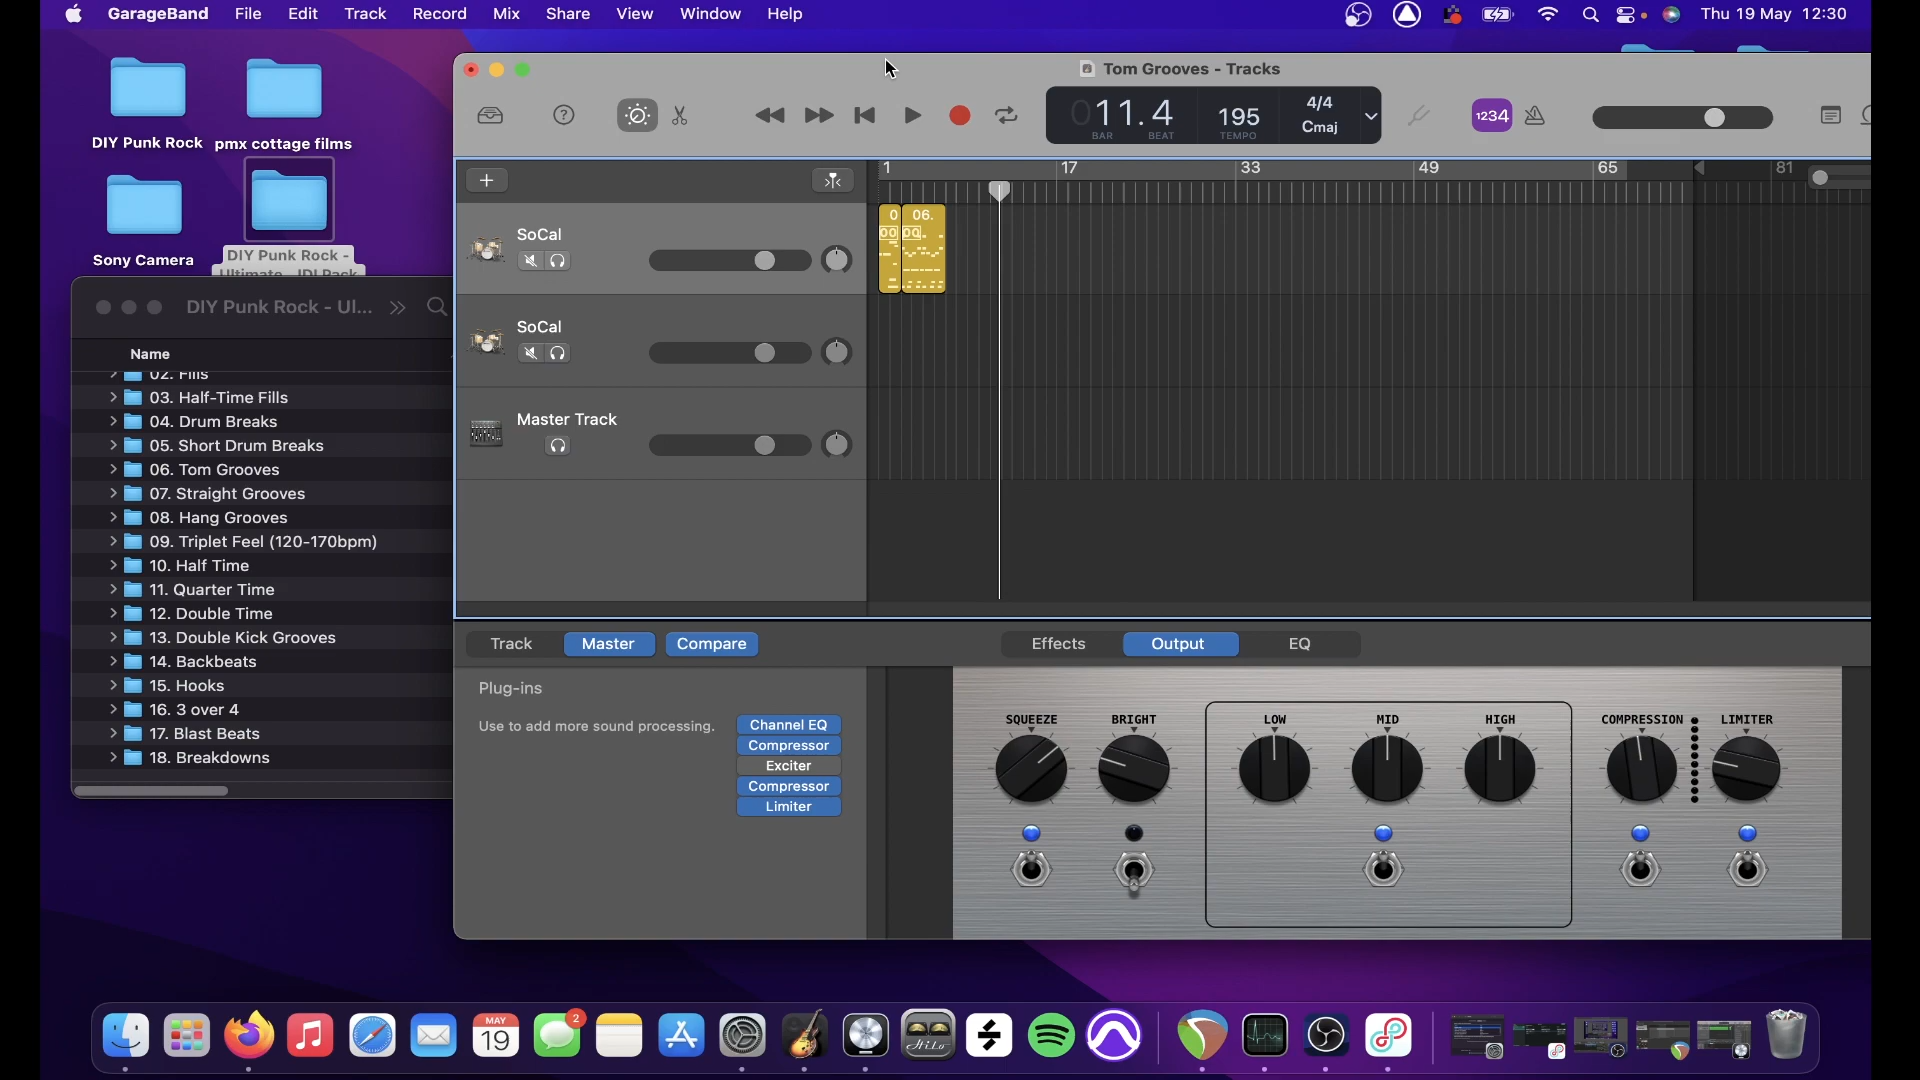 GarageBand File Edit Track Record Mix Share View Window Help Thu 19 May 12:30
DIY Punk Rock
pmx cottage films
Sony Camera
DIY Punk Rock -
DIY Punk Rock - Ul...
Name
02. Fills
03. Half-Time Fills
04. Drum Breaks
05. Short Drum Breaks
06. Tom Grooves
07. Straight Grooves
08. Hang Grooves
09. Triplet Feel (120-170bpm)
10. Half Time
11. Quarter Time
12. Double Time
13. Double Kick Grooves
14. Backbeats
15. Hooks
16. 3 over 4
17. Blast Beats
18. Breakdowns
Tom Grooves - Tracks
011.4
BAR BEAT
195
TEMPO
4/4
Cmaj
1234
1 17 33 49 65 81
0 06.
SoCal
SoCal
Master Track
Track Master Compare
Effects Output EQ
Plug-ins
Use to add more sound processing.
Channel EQ
Compressor
Exciter
Compressor
Limiter
SQUEEZE BRIGHT LOW MID HIGH COMPRESSION LIMITER
MAY
19
2
HiLo